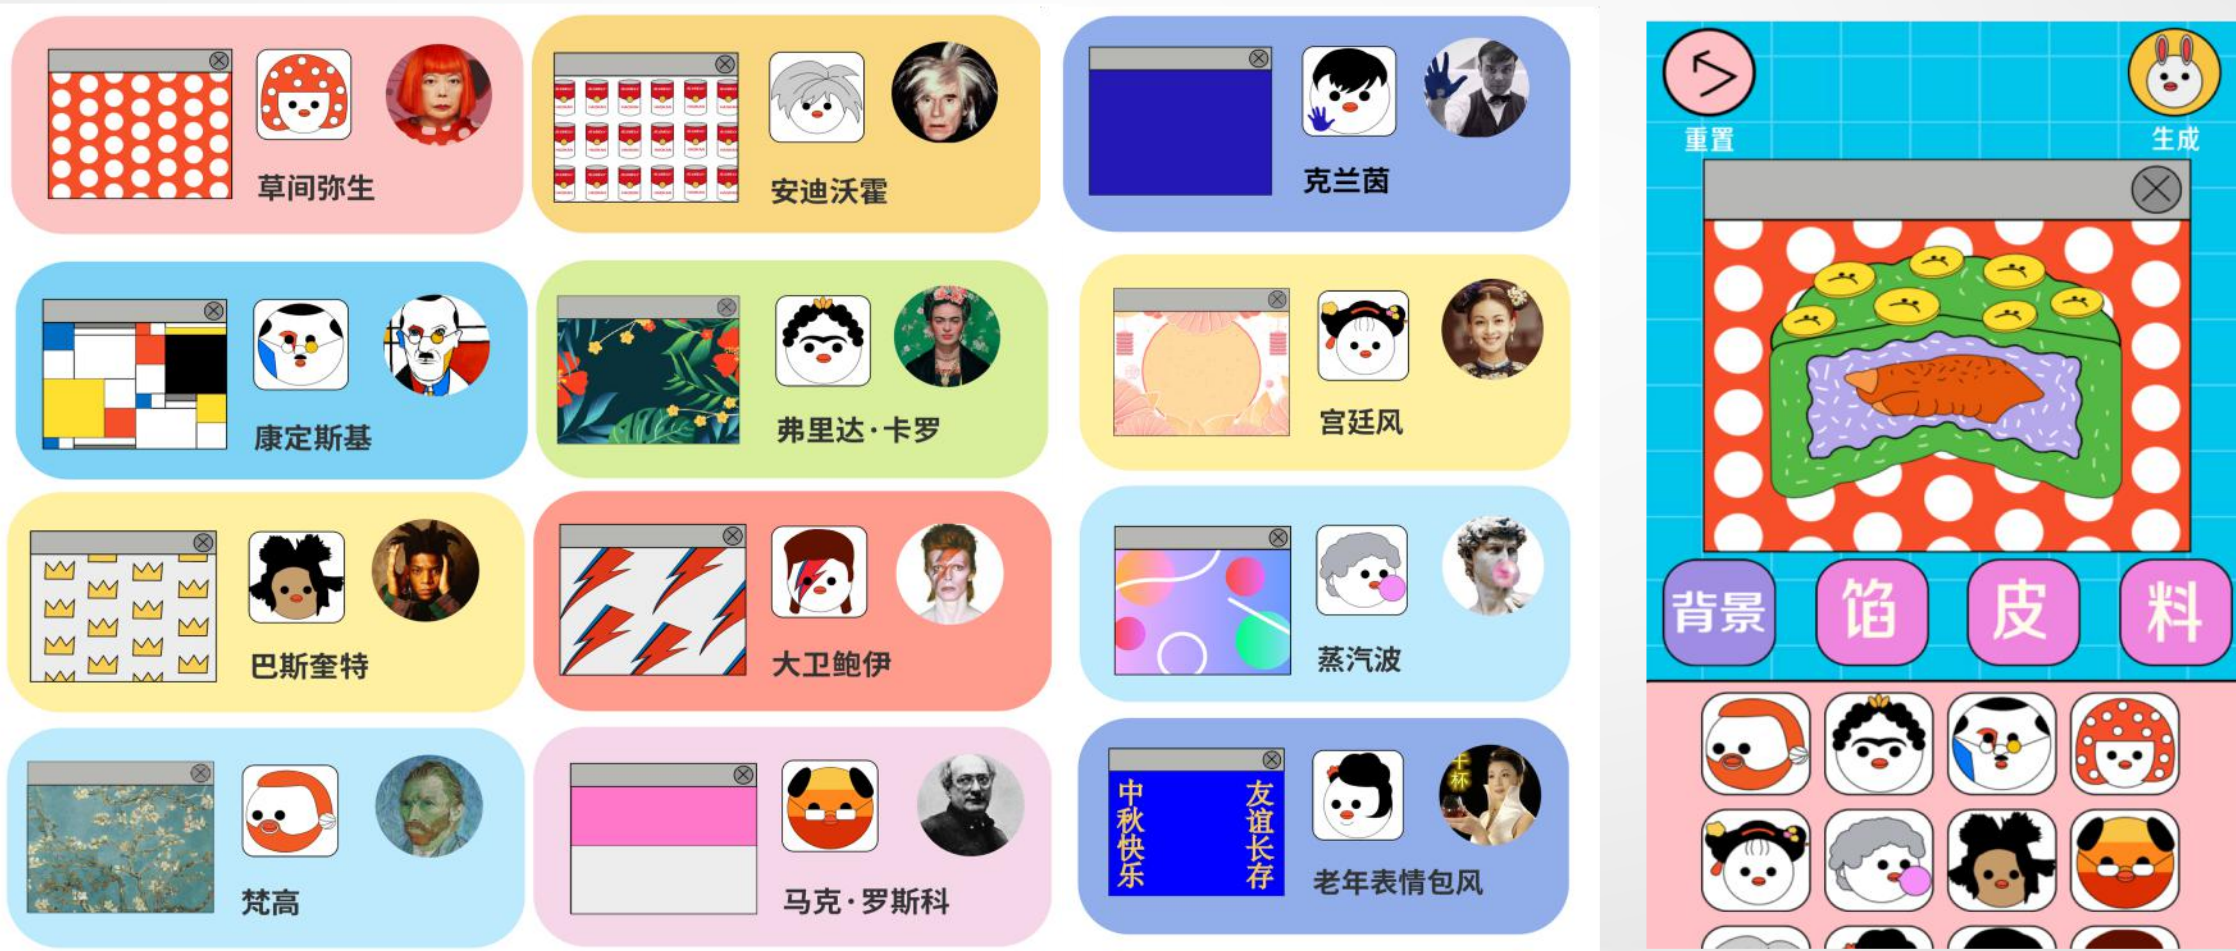 草间弥生
安迪沃霍
克兰茵
康定斯基
弗里达·卡罗
宫廷风
巴斯奎特
大卫鲍伊
蒸汽波
梵高
马克·罗斯科
中秋快乐
友谊长存
干杯
老年表情包风
重置
生成
背景
馅
皮
料